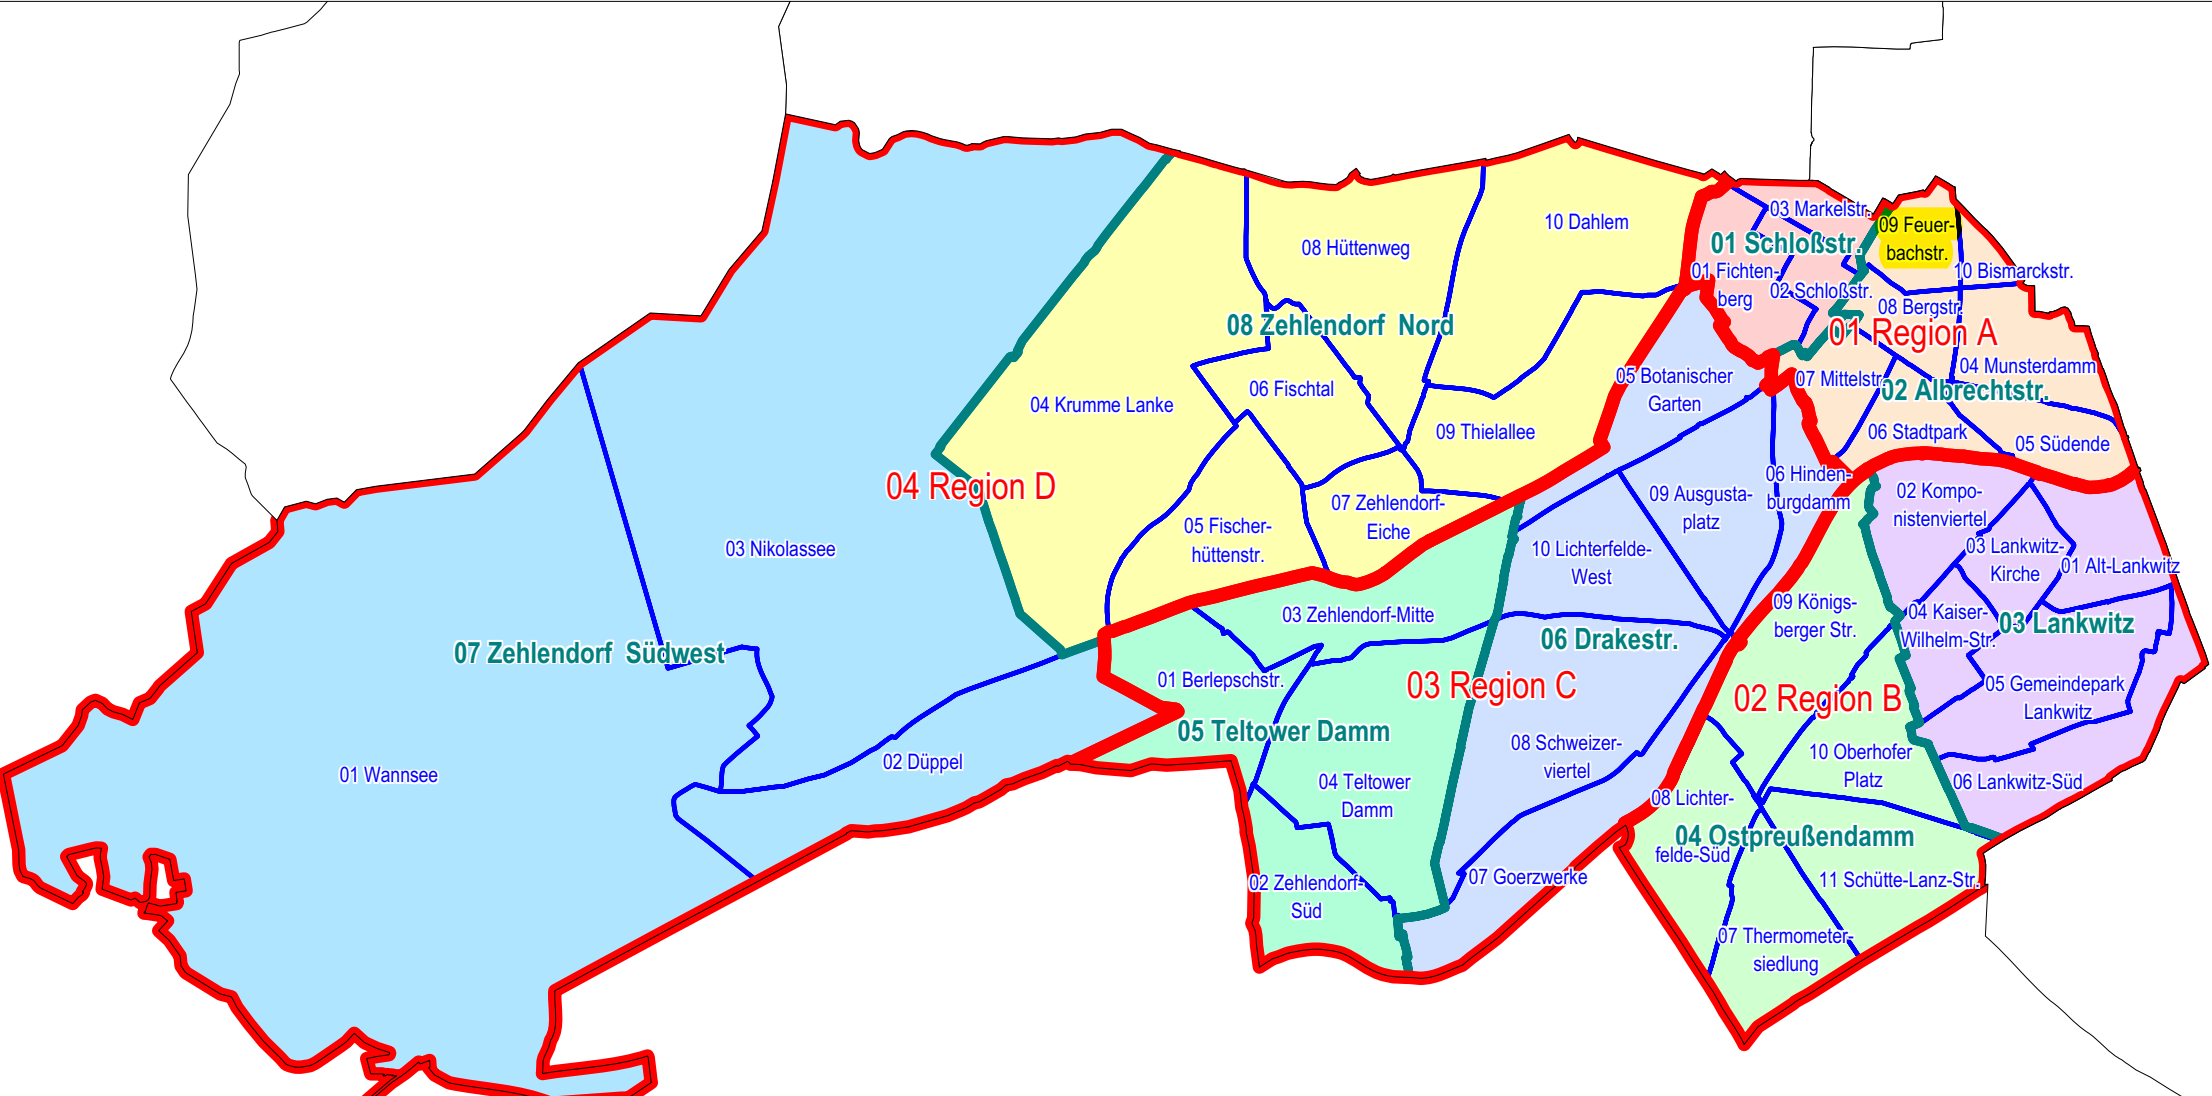 03 Markelstr.
10 Dahlem
09 Feuer-
bachstr.
08 Hüttenweg
01 Schloßstr.
01 Fichten-
berg
10 Bismarckstr.
02 Schloßstr.
08 Bergstr.
08 Zehlendorf Nord
01 Region A
04 Munsterdamm
05 Botanischer
Garten
07 Mittelstr.
02 Albrechtstr.
06 Fischtal
04 Krumme Lanke
09 Thielallee
06 Stadtpark
05 Südende
04 Region D
06 Hinden-
burgdamm
09 Ausgusta-
platz
02 Kompo-
nistenviertel
07 Zehlendorf-
Eiche
05 Fischer-
hüttenstr.
03 Nikolassee
10 Lichterfelde-
West
03 Lankwitz-
Kirche
01 Alt-Lankwitz
03 Zehlendorf-Mitte
09 Königs-
berger Str.
04 Kaiser-
Wilhelm-Str.
03 Lankwitz
07 Zehlendorf Südwest
06 Drakestr.
01 Berlepschstr.
03 Region C
02 Region B
05 Gemeindepark
Lankwitz
05 Teltower Damm
08 Schweizer-
viertel
10 Oberhofer
Platz
01 Wannsee
02 Düppel
04 Teltower
Damm
08 Lichter-
felde-Süd
06 Lankwitz-Süd
04 Ostpreußendamm
02 Zehlendorf-
Süd
07 Goerzwerke
11 Schütte-Lanz-Str.
07 Thermometer-
siedlung